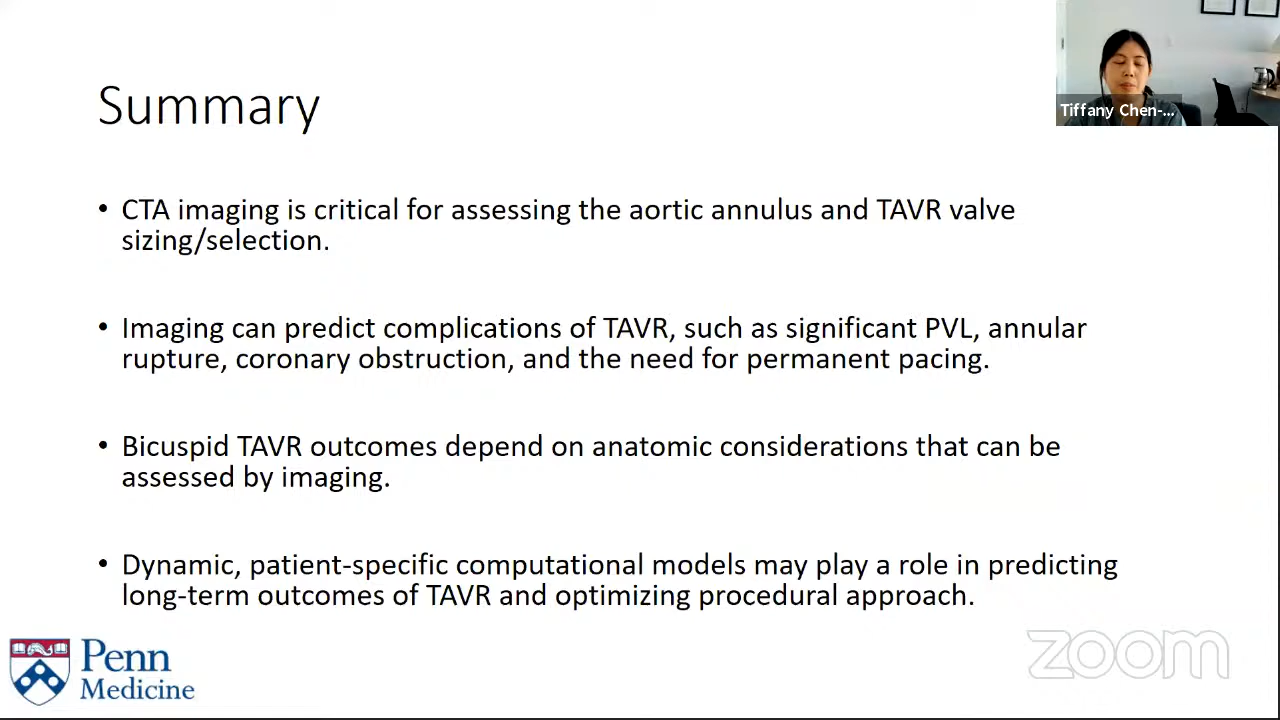 Summary
Tiffany Chen-...
• CTA imaging is critical for assessing the aortic annulus and TAVR valve
sizing/selection.
• Imaging can predict complications of TAVR, such as significant PVL, annular
rupture, coronary obstruction, and the need for permanent pacing.
• Bicuspid TAVR outcomes depend on anatomic considerations that can be
assessed by imaging.
• Dynamic, patient-specific computational models may play a role in predicting
long-term outcomes of TAVR and optimizing procedural approach.
Penn
Medicine
zoom